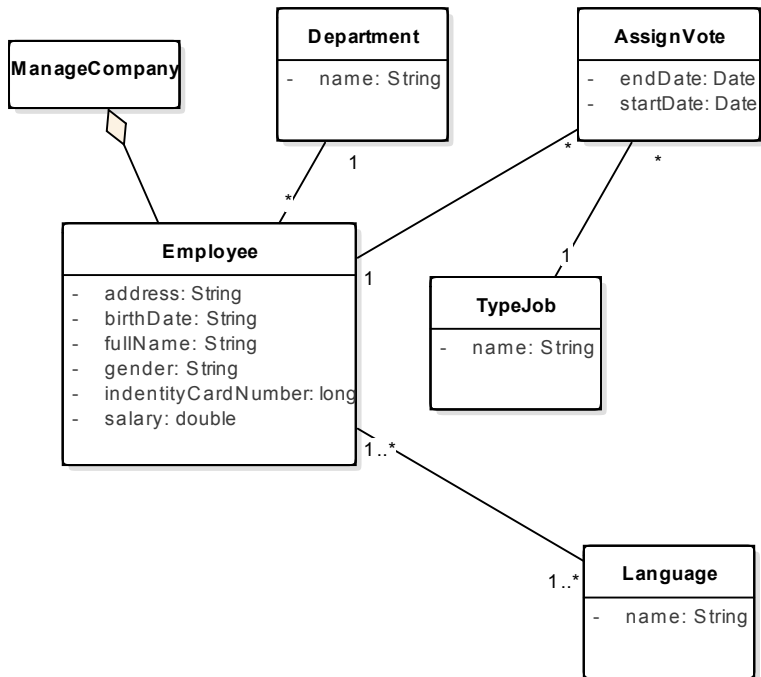 ManageCompany
Department
- name: String
AssignVote
- endDate: Date
- startDate: Date
1
*
*
*
1
1
Employee
- address: String
- birthDate: String
- fullName: String
- gender: String
- indentityCardNumber: long
- salary: double
TypeJob
- name: String
1..*
1..*
Language
- name: String